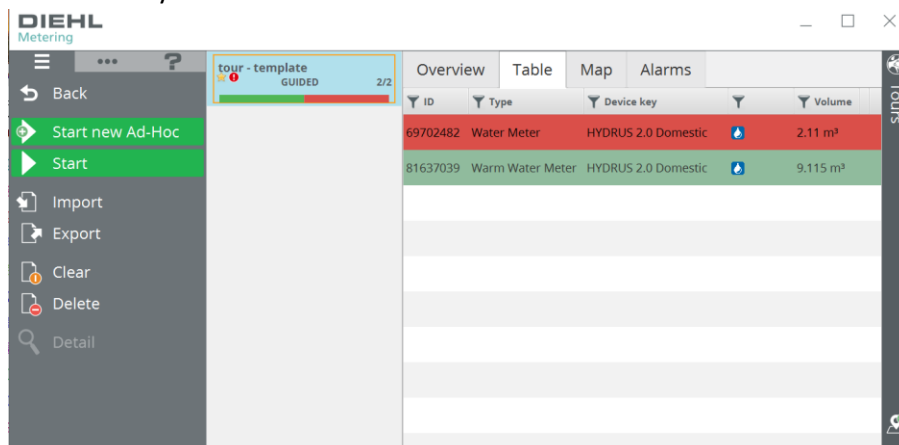 DIEHL
Metering
••• ?
Back
Start new Ad-Hoc
Start
Import
Export
Clear
Delete
Detail
tour - template
GUIDED 2/2
Overview Table Map Alarms
ID Type Device key Volume
69702482 Water Meter HYDRUS 2.0 Domestic 2.11 m³
81637039 Warm Water Meter HYDRUS 2.0 Domestic 9.115 m³
Tours